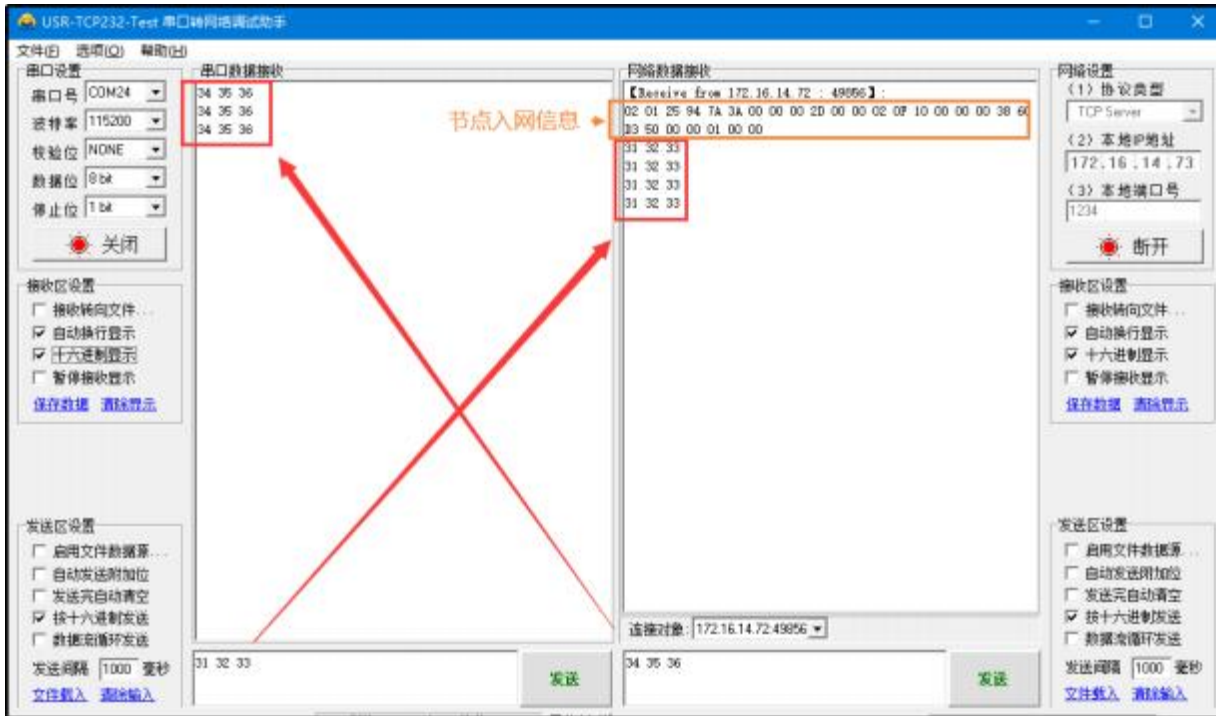 USR-TCP232-Test 串口转网络调试助手
文件(F) 选项(O) 帮助(H)
串口设置
串口号 COM24
波特率 115200
校验位 NONE
数据位 8 bit
停止位 1 bit
关闭
接收区设置
接收转向文件...
自动换行显示
十六进制显示
暂停接收显示
保存数据 清除显示
发送区设置
启用文件数据源...
自动发送附加位
发送完自动清空
按十六进制发送
数据流循环发送
发送间隔 1000 毫秒
文件载入 清除输入
串口数据接收
34 35 36
34 35 36
34 35 36
31 32 33
发送
节点入网信息
网络数据接收
【Receive from 172.16.14.72 : 49856】:
02 01 25 94 7A 3A 00 00 00 2D 00 00 02 0F 10 00 00 00 38 60
D3 50 00 00 01 00 00
31 32 33
31 32 33
31 32 33
31 32 33
连接对象: 172.16.14.72:49856
34 35 36
发送
网络设置
(1) 协议类型
TCP Server
(2) 本地IP地址
172.16.14.73
(3) 本地端口号
1234
断开
接收区设置
接收转向文件...
自动换行显示
十六进制显示
暂停接收显示
保存数据 清除显示
发送区设置
启用文件数据源...
自动发送附加位
发送完自动清空
按十六进制发送
数据流循环发送
发送间隔 1000 毫秒
文件载入 清除输入